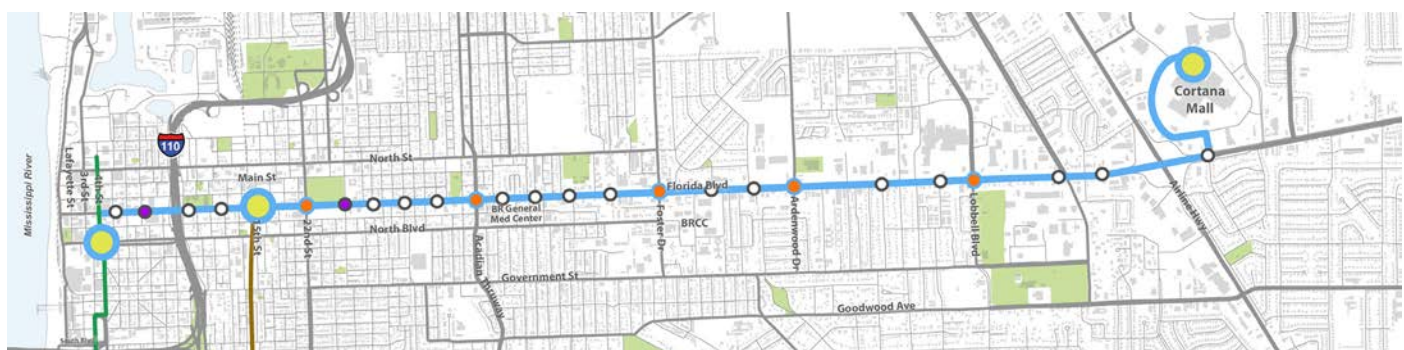 Mississippi River
Lafayette St
3rd St
4th St
110
Main St
North St
15th St
22nd St
North Blvd
Acadian Thruway
BR General
Med Center
Government St
Florida Blvd
Foster Dr
BRCC
Ardenwood Dr
Goodwood Ave
Lobbell Blvd
Airline Hwy
Cortana
Mall